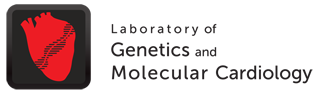 Laboratory of
Genetics and
Molecular Cardiology